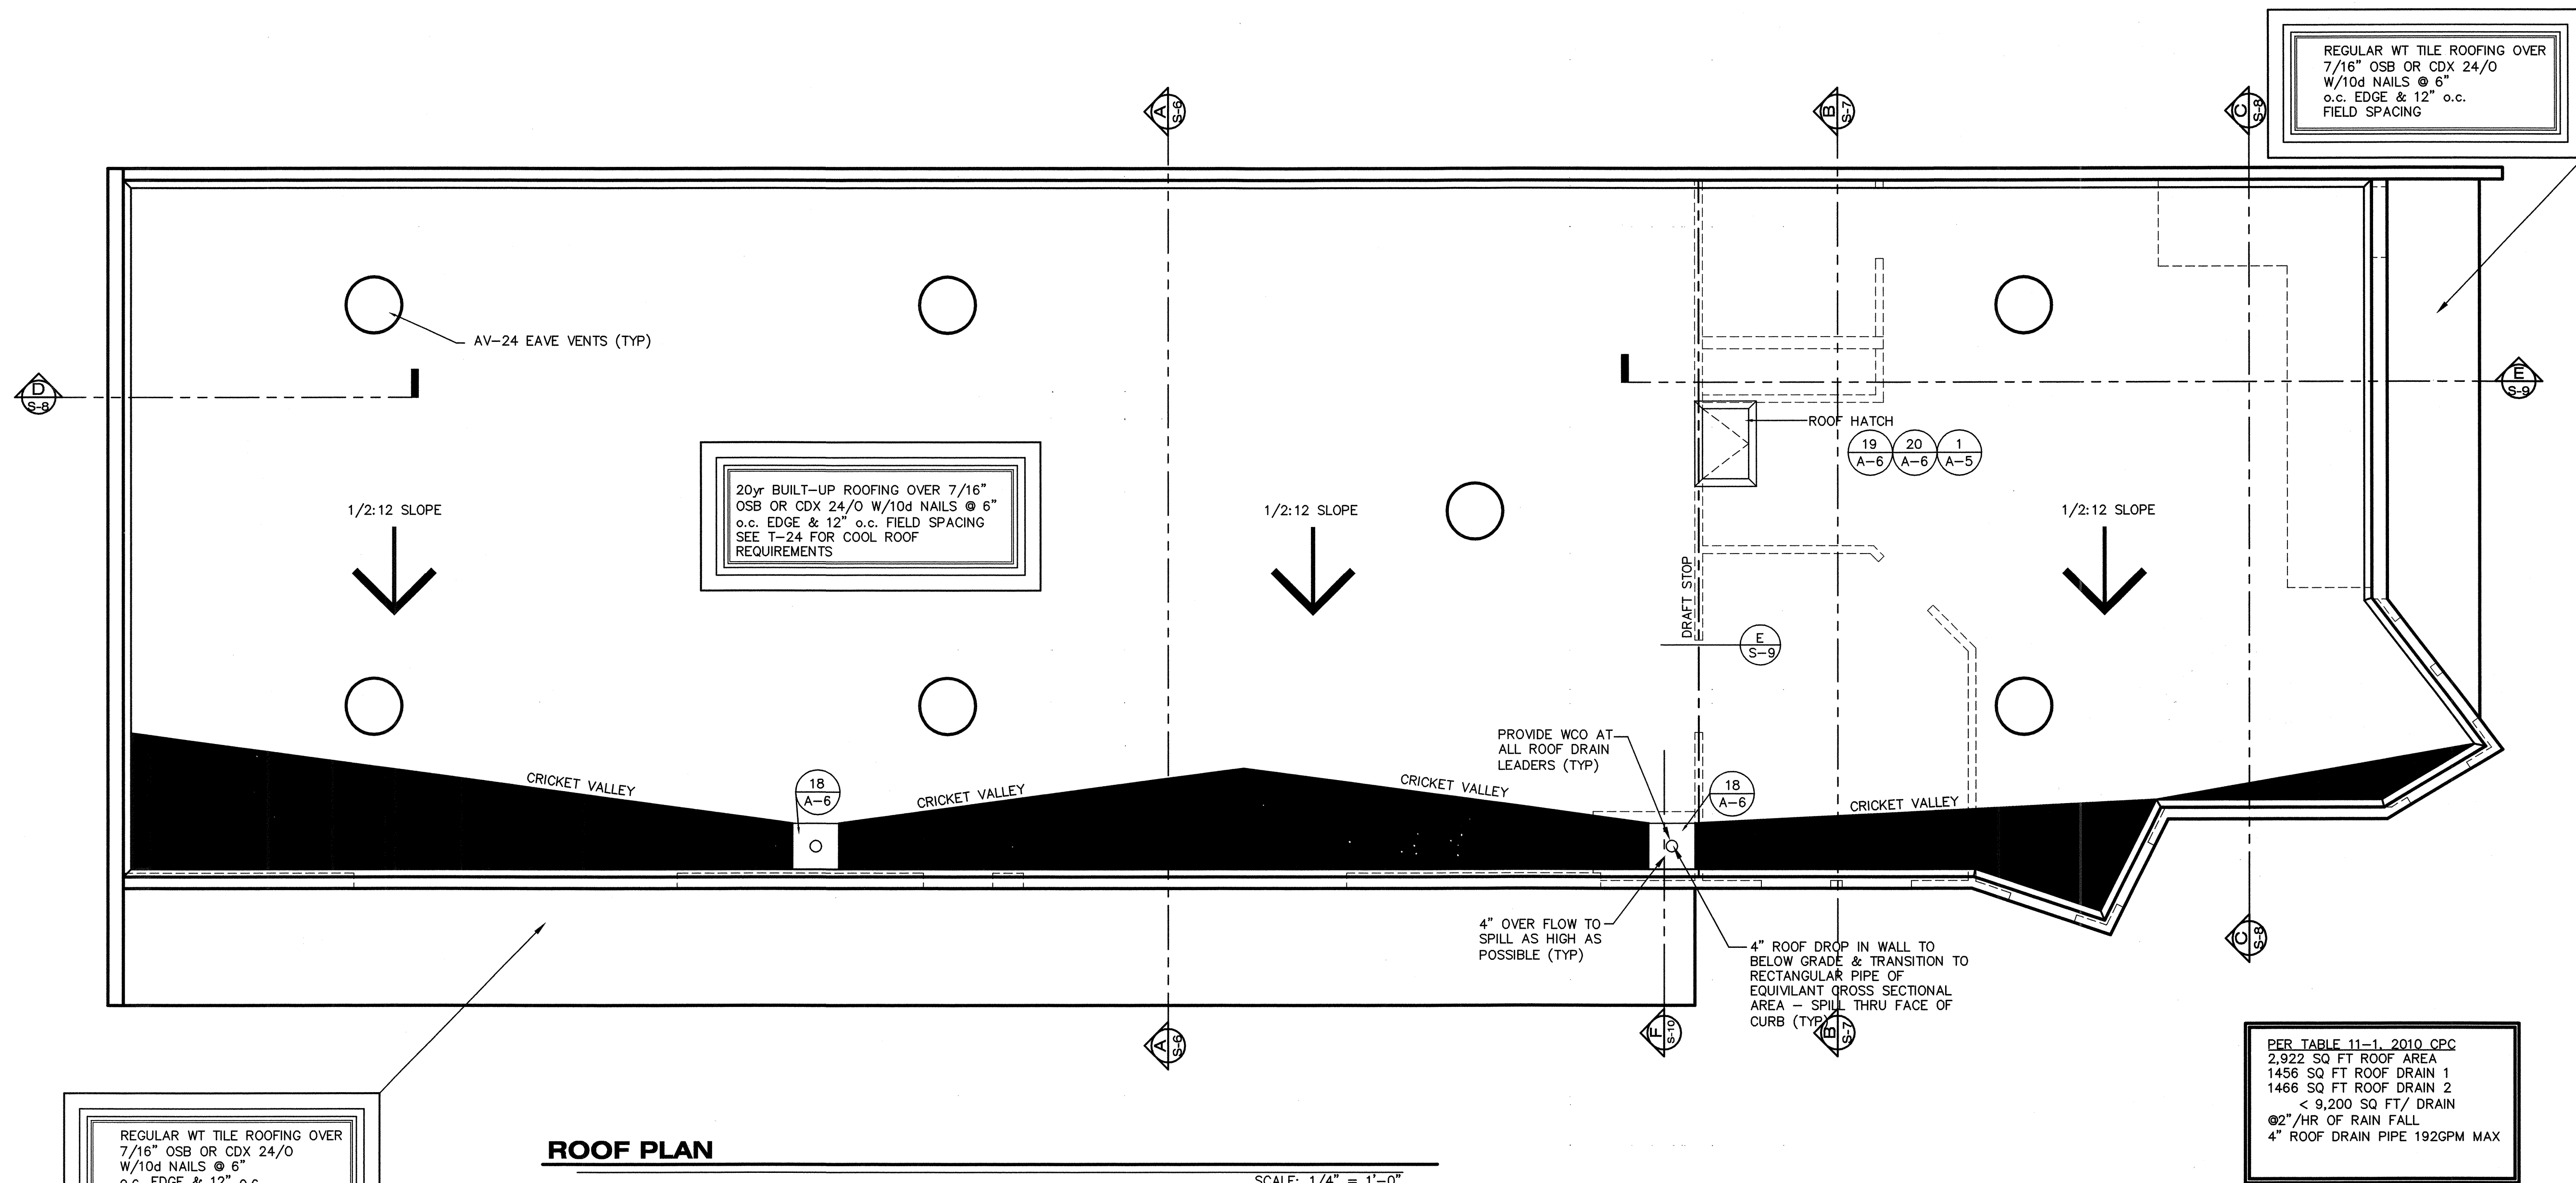 REGULAR WT TILE ROOFING OVER
7/16" OSB OR CDX 24/0
W/10d NAILS @ 6"
o.c. EDGE & 12" o.c.
FIELD SPACING
A
S-6
B
S-7
C
S-8
AV-24 EAVE VENTS (TYP)
D
S-8
E
S-9
ROOF HATCH
19
A-6
20
A-6
1
A-5
20yr BUILT-UP ROOFING OVER 7/16"
OSB OR CDX 24/0 W/10d NAILS @ 6"
o.c. EDGE & 12" o.c. FIELD SPACING
SEE T-24 FOR COOL ROOF
REQUIREMENTS
1/2:12 SLOPE
1/2:12 SLOPE
1/2:12 SLOPE
DRAFT STOP
E
S-9
PROVIDE WCO AT
ALL ROOF DRAIN
LEADERS (TYP)
CRICKET VALLEY
18
A-6
CRICKET VALLEY
CRICKET VALLEY
18
A-6
CRICKET VALLEY
4" OVER FLOW TO
SPILL AS HIGH AS
POSSIBLE (TYP)
4" ROOF DROP IN WALL TO
BELOW GRADE & TRANSITION TO
RECTANGULAR PIPE OF
EQUIVILANT CROSS SECTIONAL
AREA - SPILL THRU FACE OF
CURB (TYP)
C
S-8
A
S-6
F
S-10
B
S-7
PER TABLE 11-1, 2010 CPC
2,922 SQ FT ROOF AREA
1456 SQ FT ROOF DRAIN 1
1466 SQ FT ROOF DRAIN 2
< 9,200 SQ FT/ DRAIN
@2"/HR OF RAIN FALL
4" ROOF DRAIN PIPE 192GPM MAX
REGULAR WT TILE ROOFING OVER
7/16" OSB OR CDX 24/0
W/10d NAILS @ 6"
o.c. EDGE & 12" o.c.
ROOF PLAN
SCALE: 1/4" = 1'-0"